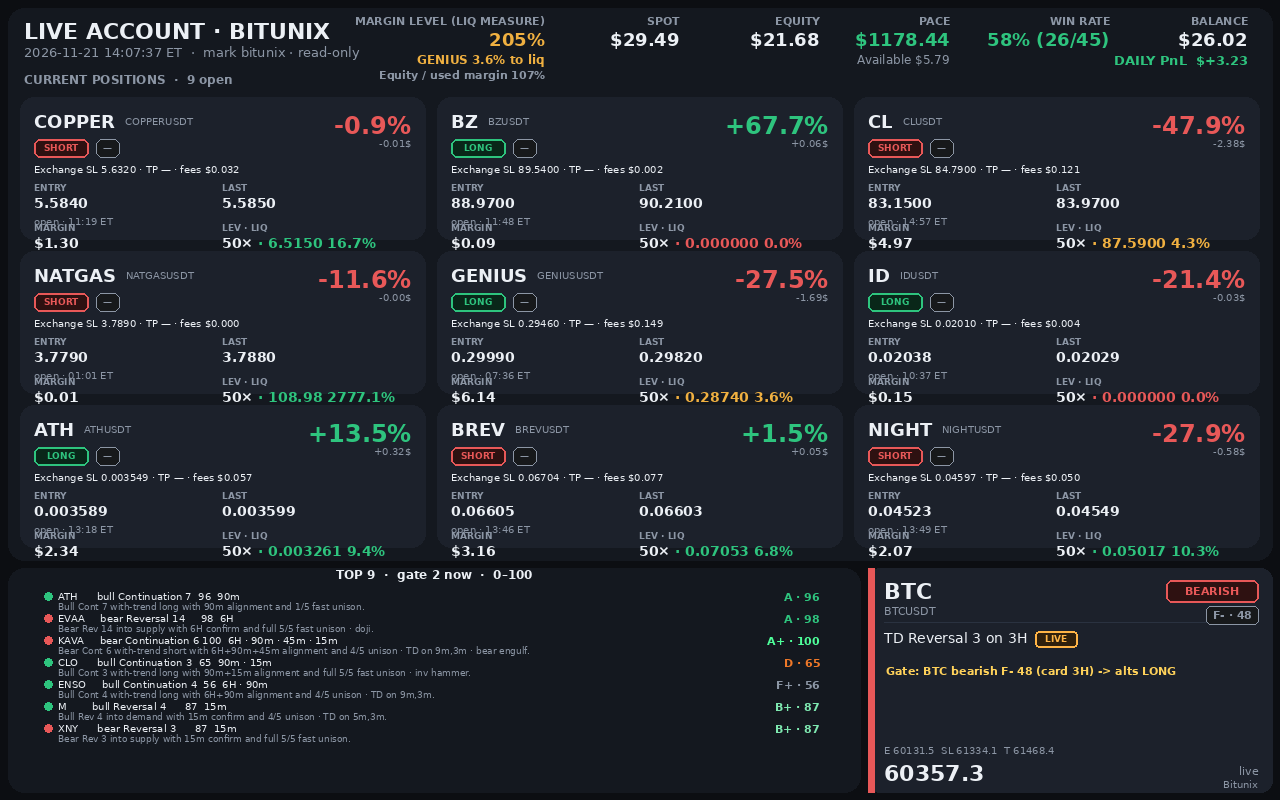 LIVE ACCOUNT · BITUNIX
2026-11-21 14:07:37 ET · mark bitunix · read-only
MARGIN LEVEL (LIQ MEASURE)
205%
GENIUS 3.6% to liq
Equity / used margin 107%
SPOT
$29.49
EQUITY
$21.68
PACE
$1178.44
Available $5.79
WIN RATE
58% (26/45)
BALANCE
$26.02
DAILY PnL $+3.23
CURRENT POSITIONS · 9 open
COPPER COPPERUSDT
-0.9%
-0.01$
SHORT —
Exchange SL 5.6320 · TP — · fees $0.032
ENTRY LAST
5.5840 5.5850
open · 11:19 ET
MARGIN LEV · LIQ
$1.30 50× · 6.5150 16.7%
BZ BZUSDT
+67.7%
+0.06$
LONG —
Exchange SL 89.5400 · TP — · fees $0.002
ENTRY LAST
88.9700 90.2100
open · 11:48 ET
MARGIN LEV · LIQ
$0.09 50× · 0.000000 0.0%
CL CLUSDT
-47.9%
-2.38$
SHORT —
Exchange SL 84.7900 · TP — · fees $0.121
ENTRY LAST
83.1500 83.9700
open · 14:57 ET
MARGIN LEV · LIQ
$4.97 50× · 87.5900 4.3%
NATGAS NATGASUSDT
-11.6%
-0.00$
SHORT —
Exchange SL 3.7890 · TP — · fees $0.000
ENTRY LAST
3.7790 3.7880
open · 01:01 ET
MARGIN LEV · LIQ
$0.01 50× · 108.98 2777.1%
GENIUS GENIUSUSDT
-27.5%
-1.69$
LONG —
Exchange SL 0.29460 · TP — · fees $0.149
ENTRY LAST
0.29990 0.29820
open · 07:36 ET
MARGIN LEV · LIQ
$6.14 50× · 0.28740 3.6%
ID IDUSDT
-21.4%
-0.03$
LONG —
Exchange SL 0.02010 · TP — · fees $0.004
ENTRY LAST
0.02038 0.02029
open · 10:37 ET
MARGIN LEV · LIQ
$0.15 50× · 0.000000 0.0%
ATH ATHUSDT
+13.5%
+0.32$
LONG —
Exchange SL 0.003549 · TP — · fees $0.057
ENTRY LAST
0.003589 0.003599
open · 13:18 ET
MARGIN LEV · LIQ
$2.34 50× · 0.003261 9.4%
BREV BREVUSDT
+1.5%
+0.05$
SHORT —
Exchange SL 0.06704 · TP — · fees $0.077
ENTRY LAST
0.06605 0.06603
open · 13:46 ET
MARGIN LEV · LIQ
$3.16 50× · 0.07053 6.8%
NIGHT NIGHTUSDT
-27.9%
-0.58$
SHORT —
Exchange SL 0.04597 · TP — · fees $0.050
ENTRY LAST
0.04523 0.04549
open · 13:49 ET
MARGIN LEV · LIQ
$2.07 50× · 0.05017 10.3%
TOP 9 · gate 2 now · 0–100
ATH bull Continuation 7 96 90m A · 96
Bull Cont 7 with-trend long with 90m alignment and 1/5 fast unison.
EVAA bear Reversal 14 98 6H A · 98
Bear Rev 14 into supply with 6H confirm and full 5/5 fast unison · doji.
KAVA bear Continuation 6 100 6H · 90m · 45m · 15m A+ · 100
Bear Cont 6 with-trend short with 6H+90m+45m alignment and 4/5 unison · TD on 9m,3m · bear engulf.
CLO bull Continuation 3 65 90m · 15m D · 65
Bull Cont 3 with-trend long with 90m+15m alignment and full 5/5 fast unison · inv hammer.
ENSO bull Continuation 4 56 6H · 90m F+ · 56
Bull Cont 4 with-trend long with 6H+90m alignment and 4/5 unison · TD on 9m,3m.
M bull Reversal 4 87 15m B+ · 87
Bull Rev 4 into demand with 15m confirm and 4/5 unison · TD on 5m,3m.
XNY bear Reversal 3 87 15m B+ · 87
Bear Rev 3 into supply with 15m confirm and full 5/5 fast unison.
BTC BEARISH
BTCUSDT F- · 48
TD Reversal 3 on 3H LIVE
Gate: BTC bearish F- 48 (card 3H) -> alts LONG
E 60131.5 SL 61334.1 T 61468.4
60357.3
live
Bitunix